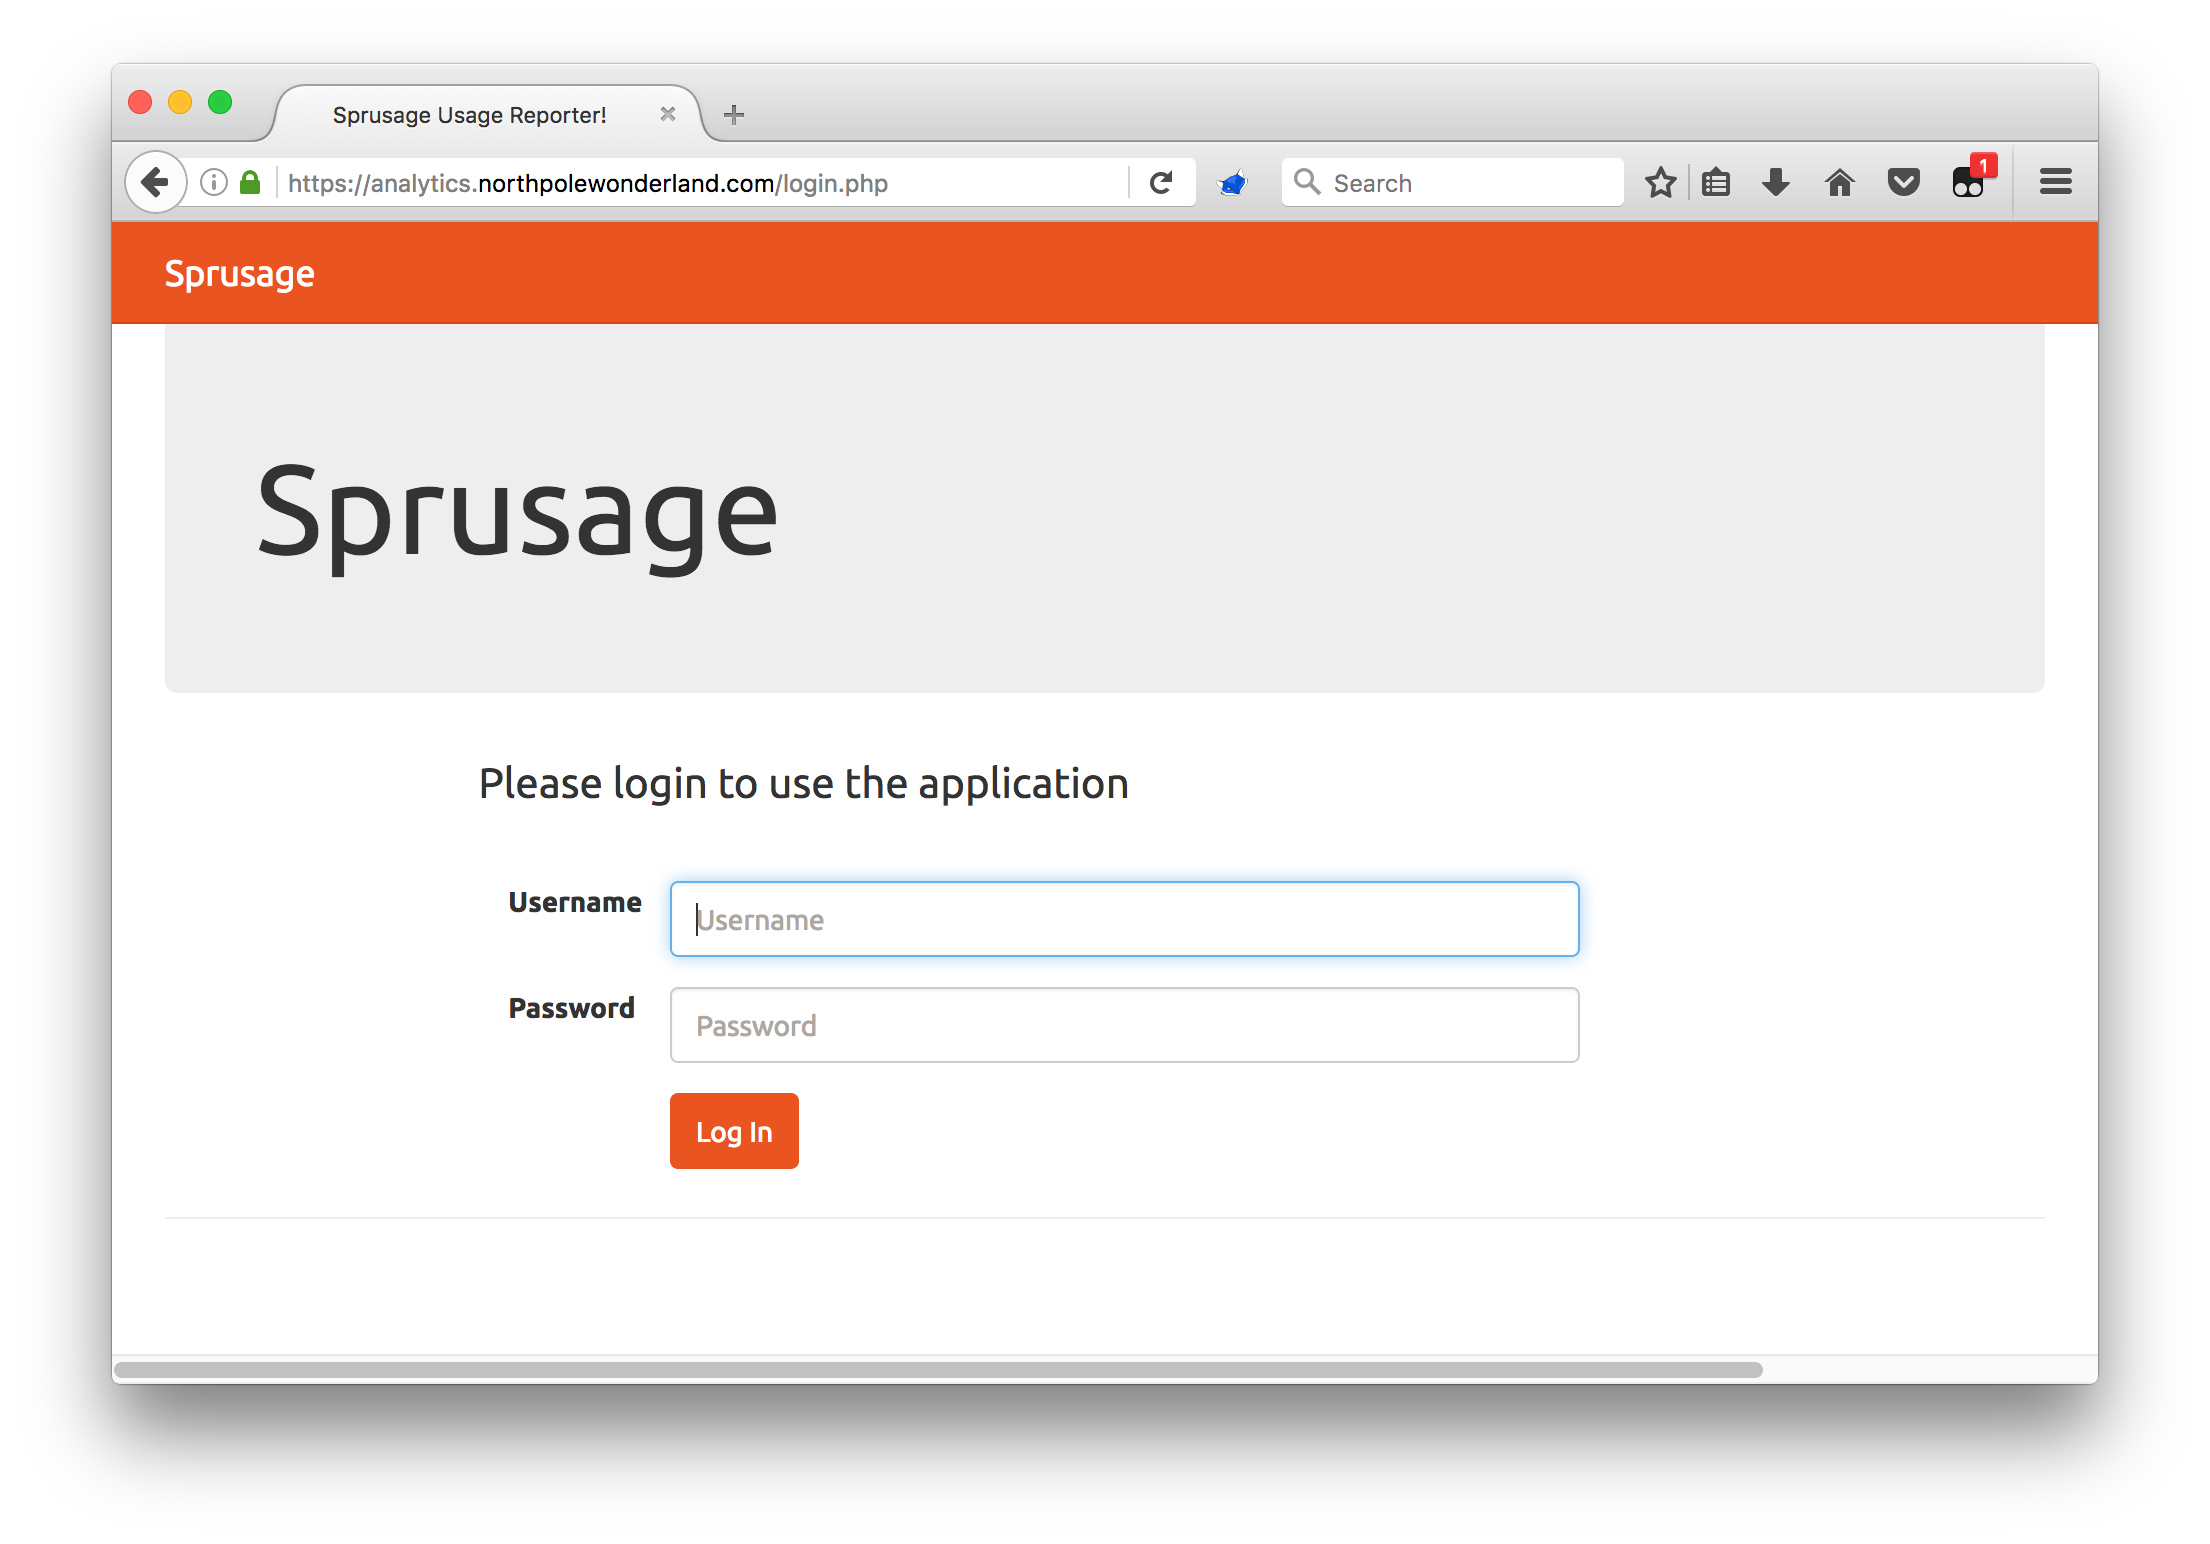 Sprusage Usage Reporter!
https://analytics.northpolewonderland.com/login.php
Search
1
Sprusage
Sprusage
Please login to use the application
Username
Username
Password
Password
Log In